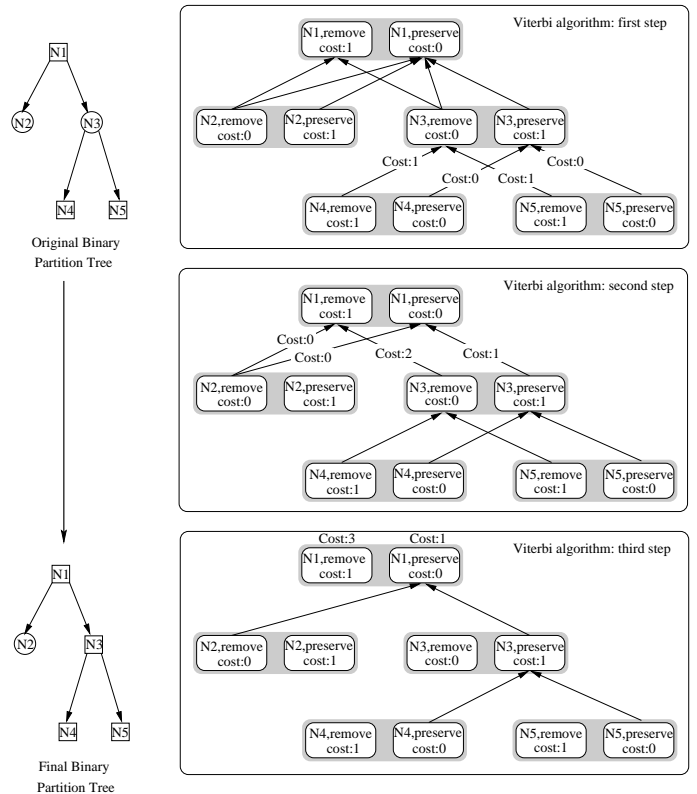 Viterbi algorithm: first step
N1,remove
cost:1
N1,preserve
cost:0
N2,remove
cost:0
N2,preserve
cost:1
N3,remove
cost:0
N3,preserve
cost:1
Cost:1
Cost:0
Cost:1
Cost:0
N4,remove
cost:1
N4,preserve
cost:0
N5,remove
cost:1
N5,preserve
cost:0
N1
N2
N3
N4
N5
Original Binary
Partition Tree
Viterbi algorithm: second step
N1,remove
cost:1
N1,preserve
cost:0
Cost:0
Cost:0
Cost:2
Cost:1
N2,remove
cost:0
N2,preserve
cost:1
N3,remove
cost:0
N3,preserve
cost:1
N4,remove
cost:1
N4,preserve
cost:0
N5,remove
cost:1
N5,preserve
cost:0
Viterbi algorithm: third step
Cost:3
Cost:1
N1,remove
cost:1
N1,preserve
cost:0
N2,remove
cost:0
N2,preserve
cost:1
N3,remove
cost:0
N3,preserve
cost:1
N4,remove
cost:1
N4,preserve
cost:0
N5,remove
cost:1
N5,preserve
cost:0
N1
N2
N3
N4
N5
Final Binary
Partition Tree